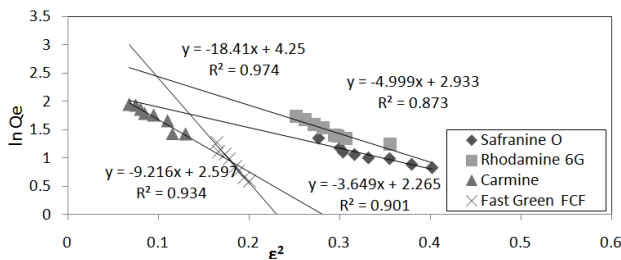 3.5
3
2.5
2
1.5
1
0.5
0
ln Qe
y = -18.41x + 4.25
R² = 0.974
y = -4.999x + 2.933
R² = 0.873
y = -9.216x + 2.597
R² = 0.934
y = -3.649x + 2.265
R² = 0.901
Safranine O
Rhodamine 6G
Carmine
Fast Green FCF
0 0.1 0.2 0.3 0.4 0.5 0.6
ε²